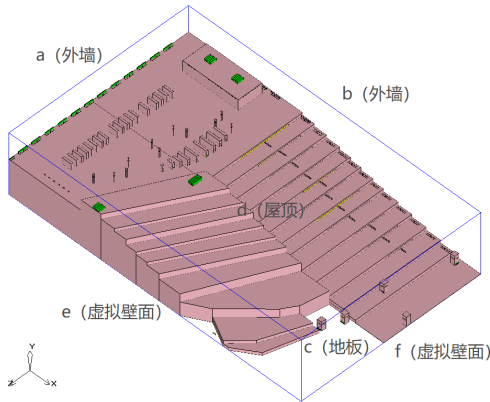 a（外墙）
b（外墙）
d（屋顶）
e（虚拟壁面）
c（地板）
f（虚拟壁面）
Y
Z
X